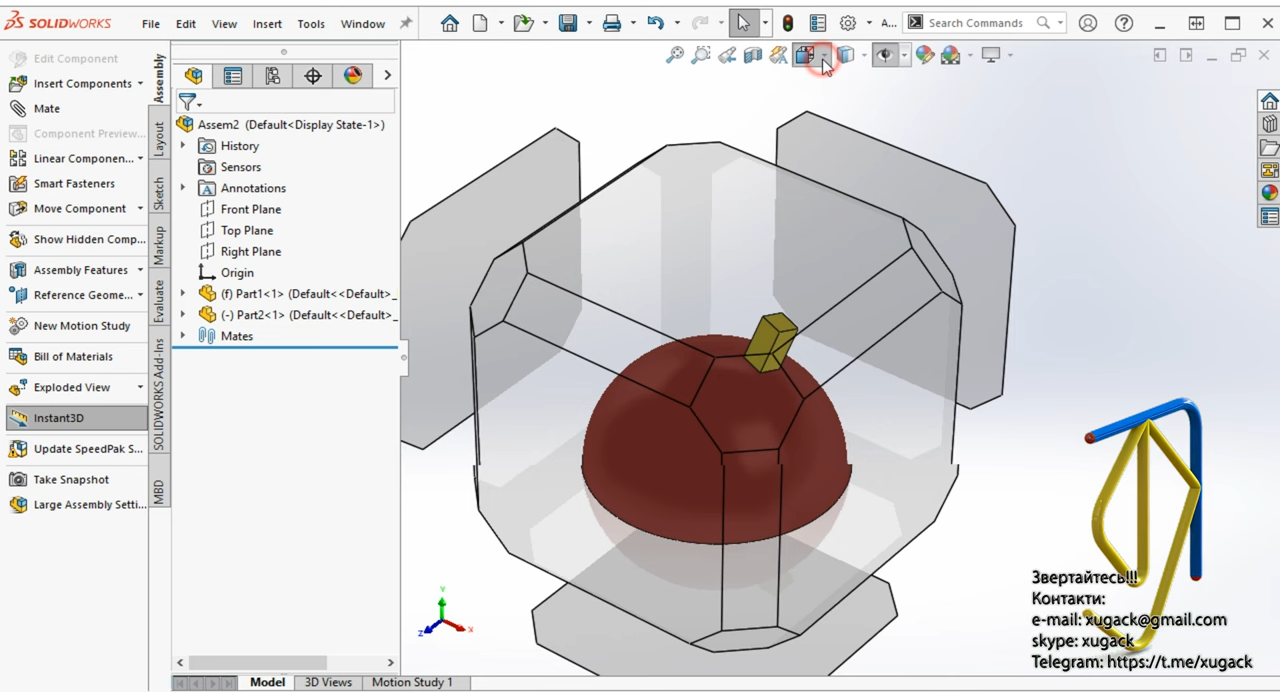 SOLIDWORKS
File Edit View Insert Tools SOLIDWORKS Simulation Window
A...
Search Commands
Edit Component
Insert Components
Mate
Component Preview...
Linear Componen...
Smart Fasteners
Move Component
Show Hidden Comp...
Assembly Features
Reference Geome...
New Motion Study
Bill of Materials
Exploded View
Instant3D
Update SpeedPak S...
Take Snapshot
Large Assembly Setti...
Assembly
Layout
Sketch
Markup
Evaluate
SOLIDWORKS Add-Ins
MBD
Assem2 (Default<Display State-1>)
History
Sensors
Annotations
Front Plane
Top Plane
Right Plane
Origin
(f) Part1<1> (Default<<Default>_
(-) Part2<1> (Default<<Default>_
Mates
Y
Z
X
Звертайтесь!!!
Контакти:
e-mail: xugack@gmail.com
skype: xugack
Telegram: https://t.me/xugack
Model 3D Views Motion Study 1